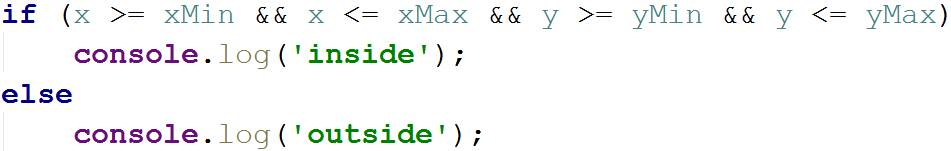 if (x >= xMin && x <= xMax && y >= yMin && y <= yMax)
    console.log('inside');
else
    console.log('outside');